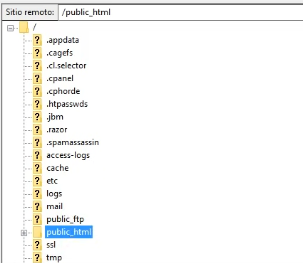 Sitio remoto: /public_html
/
.appdata
.cagefs
.cl.selector
.cpanel
.cphorde
.htpasswds
.jbm
.razor
.spamassassin
access-logs
cache
etc
logs
mail
public_ftp
public_html
ssl
tmp